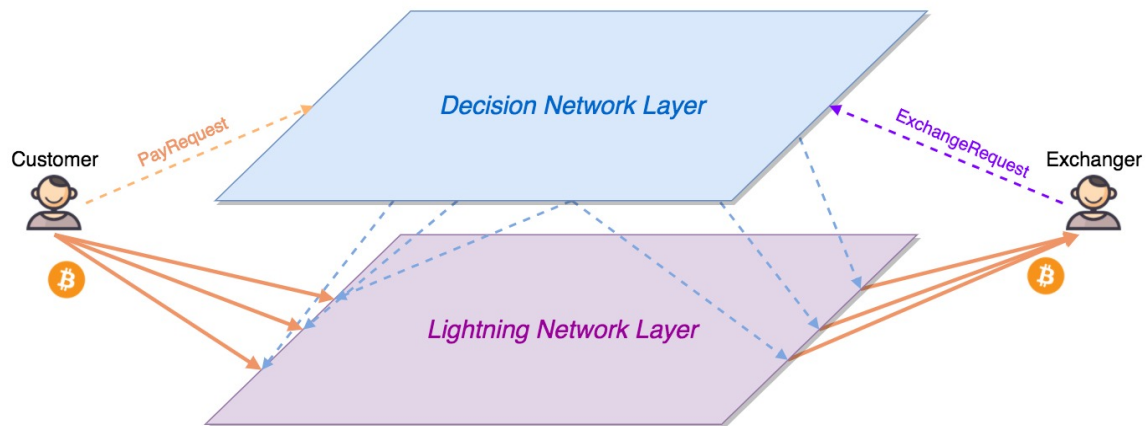 Decision Network Layer
PayRequest
ExchangeRequest
Customer
Exchanger
Lightning Network Layer